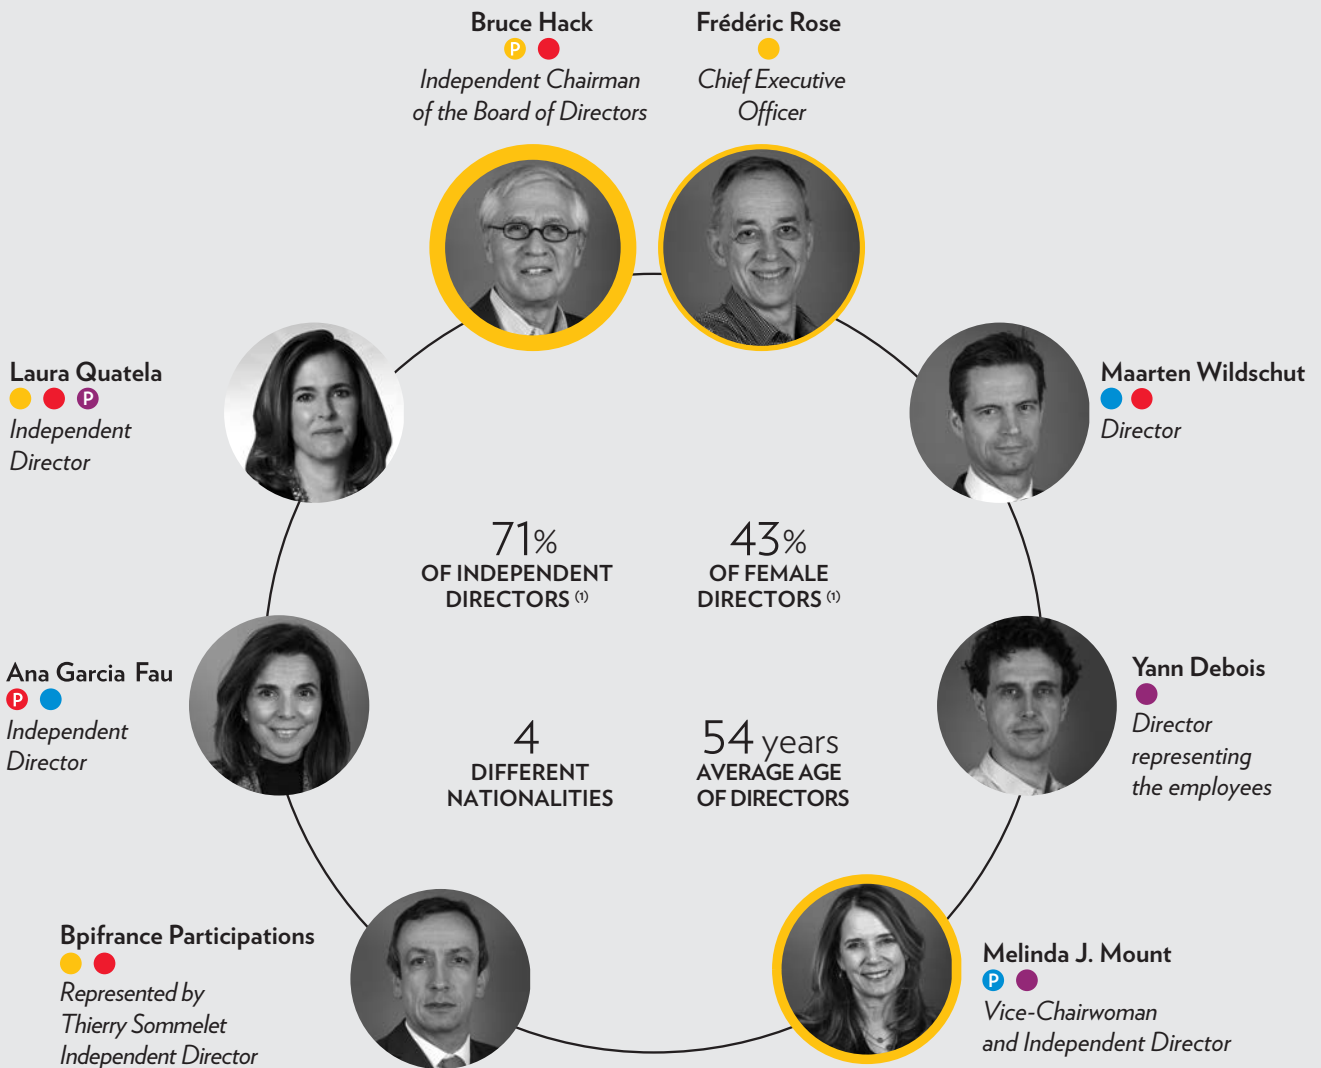 Bruce Hack
P
Independent Chairman
of the Board of Directors
Frédéric Rose
Chief Executive
Officer
Laura Quatela
P
Independent
Director
Maarten Wildschut
Director
71%
OF INDEPENDENT
DIRECTORS (1)
43%
OF FEMALE
DIRECTORS (1)
Ana Garcia Fau
P
Independent
Director
Yann Debois
Director
representing
the employees
4
DIFFERENT
NATIONALITIES
54 years
AVERAGE AGE
OF DIRECTORS
Bpifrance Participations
Represented by
Thierry Sommelet
Independent Director
Melinda J. Mount
P
Vice-Chairwoman
and Independent Director